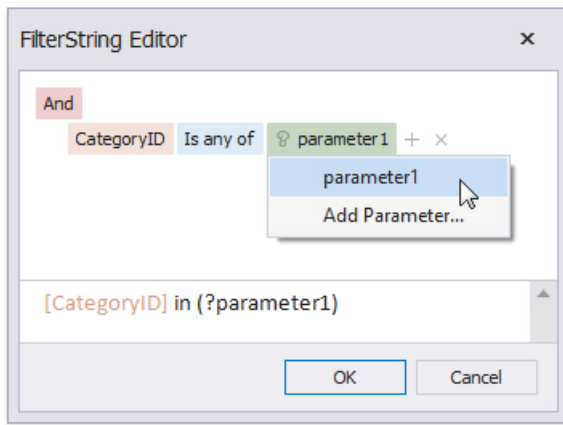 FilterString Editor
And
CategoryID Is any of parameter1
parameter1
Add Parameter...
[CategoryID] in (?parameter1)
OK Cancel